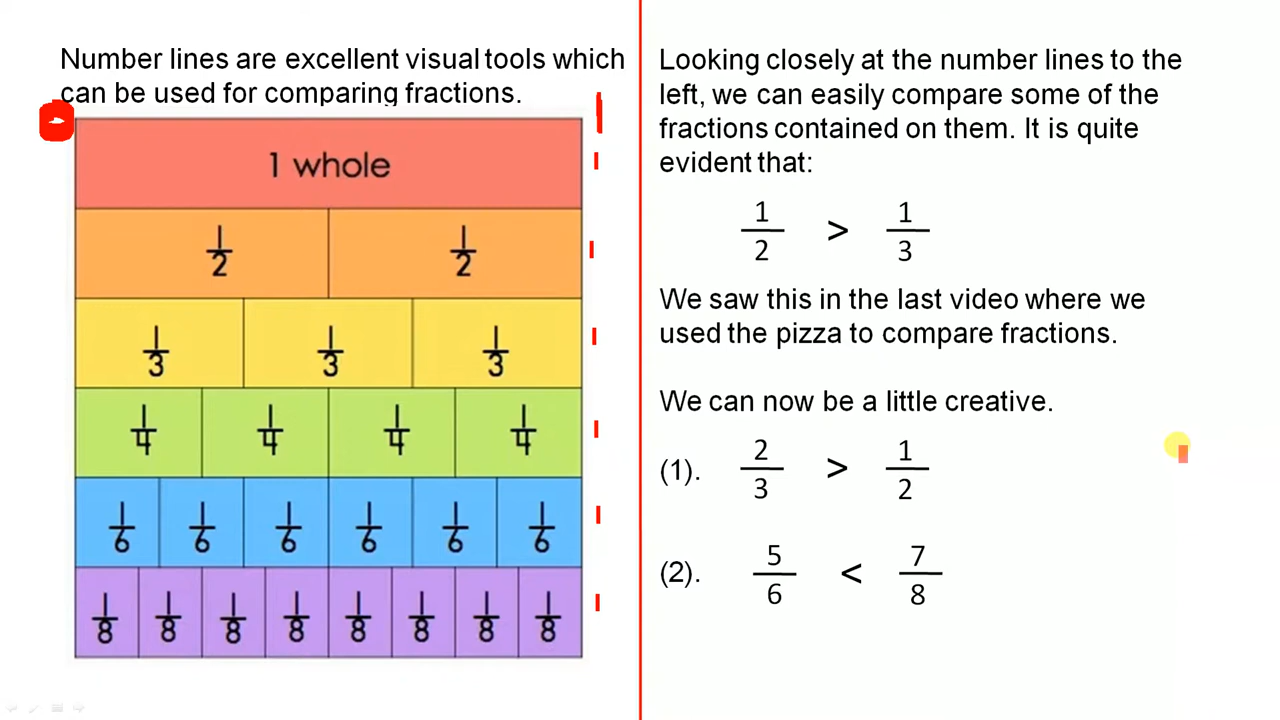 Number lines are excellent visual tools which
can be used for comparing fractions.
1 whole
1/2 1/2
1/3 1/3 1/3
1/4 1/4 1/4 1/4
1/6 1/6 1/6 1/6 1/6 1/6
1/8 1/8 1/8 1/8 1/8 1/8 1/8 1/8
Looking closely at the number lines to the
left, we can easily compare some of the
fractions contained on them. It is quite
evident that:
1/2 > 1/3
We saw this in the last video where we
used the pizza to compare fractions.
We can now be a little creative.
(1). 2/3 > 1/2
(2). 5/6 < 7/8